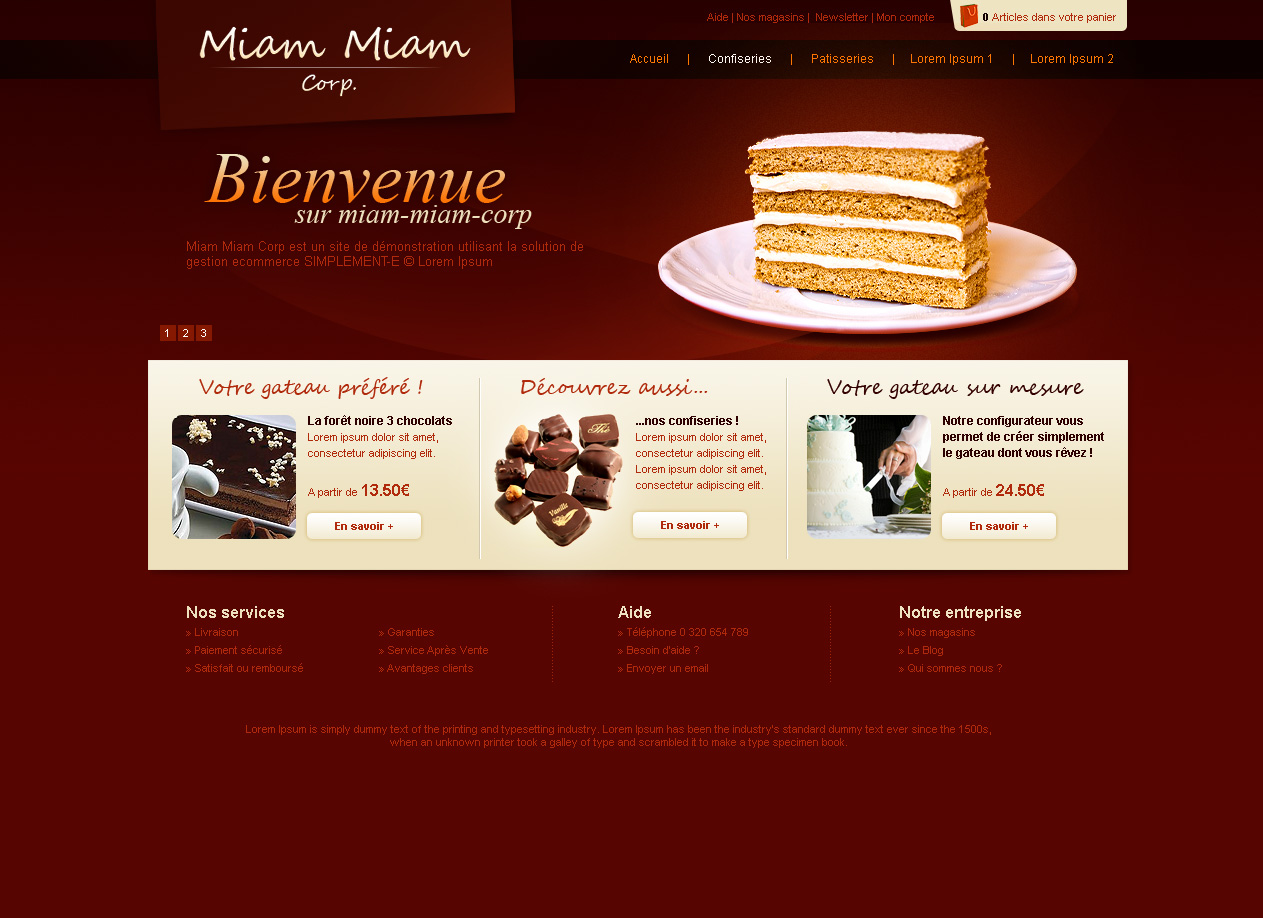 Aide | Nos magasins | Newsletter | Mon compte
0 Articles dans votre panier
Miam Miam
Corp.
Accueil | Confiseries | Patisseries | Lorem Ipsum 1 | Lorem Ipsum 2
Bienvenue
sur miam-miam-corp
Miam Miam Corp est un site de démonstration utilisant la solution de
gestion ecommerce SIMPLEMENT-E © Lorem Ipsum
1 2 3
Votre gateau préféré !
La forêt noire 3 chocolats
Lorem ipsum dolor sit amet,
consectetur adipiscing elit.
A partir de 13.50€
En savoir +
Découvrez aussi...
Thé
Vanille
...nos confiseries !
Lorem ipsum dolor sit amet,
consectetur adipiscing elit.
Lorem ipsum dolor sit amet,
consectetur adipiscing elit.
En savoir +
Votre gateau sur mesure
Notre configurateur vous
permet de créer simplement
le gateau dont vous rêvez !
A partir de 24.50€
En savoir +
Nos services
» Livraison
» Paiement sécurisé
» Satisfait ou remboursé
» Garanties
» Service Après Vente
» Avantages clients
Aide
» Téléphone 0 320 654 789
» Besoin d'aide ?
» Envoyer un email
Notre entreprise
» Nos magasins
» Le Blog
» Qui sommes nous ?
Lorem Ipsum is simply dummy text of the printing and typesetting industry. Lorem Ipsum has been the industry's standard dummy text ever since the 1500s,
when an unknown printer took a galley of type and scrambled it to make a type specimen book.